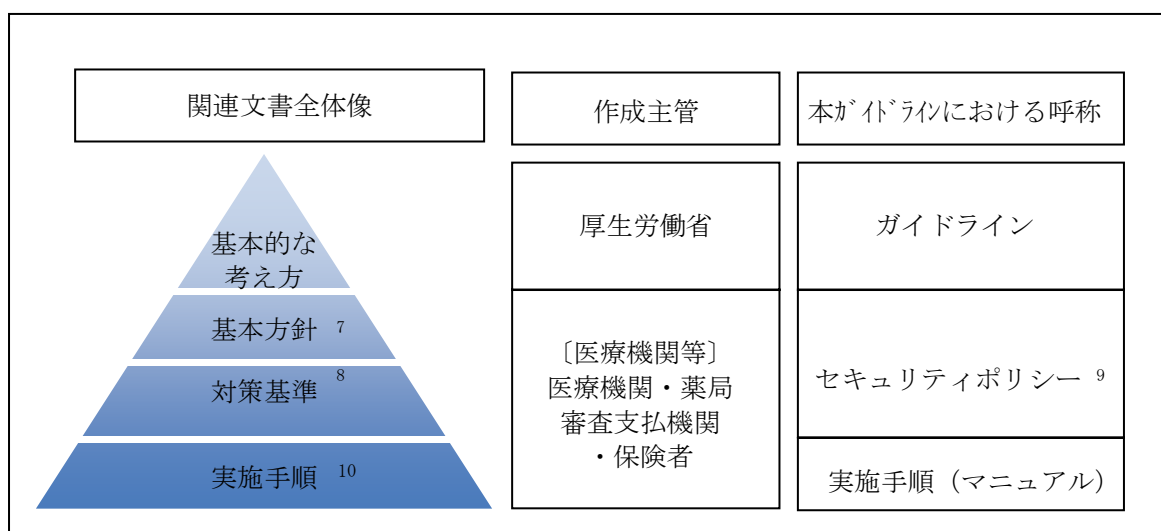 関連文書全体像
作成主管
本ｶﾞｲﾄﾞﾗｲﾝにおける呼称
基本的な
考え方
基本方針 7
対策基準 8
実施手順 10
厚生労働省
〔医療機関等〕
医療機関・薬局
審査支払機関
・保険者
ガイドライン
セキュリティポリシー 9
実施手順（マニュアル）